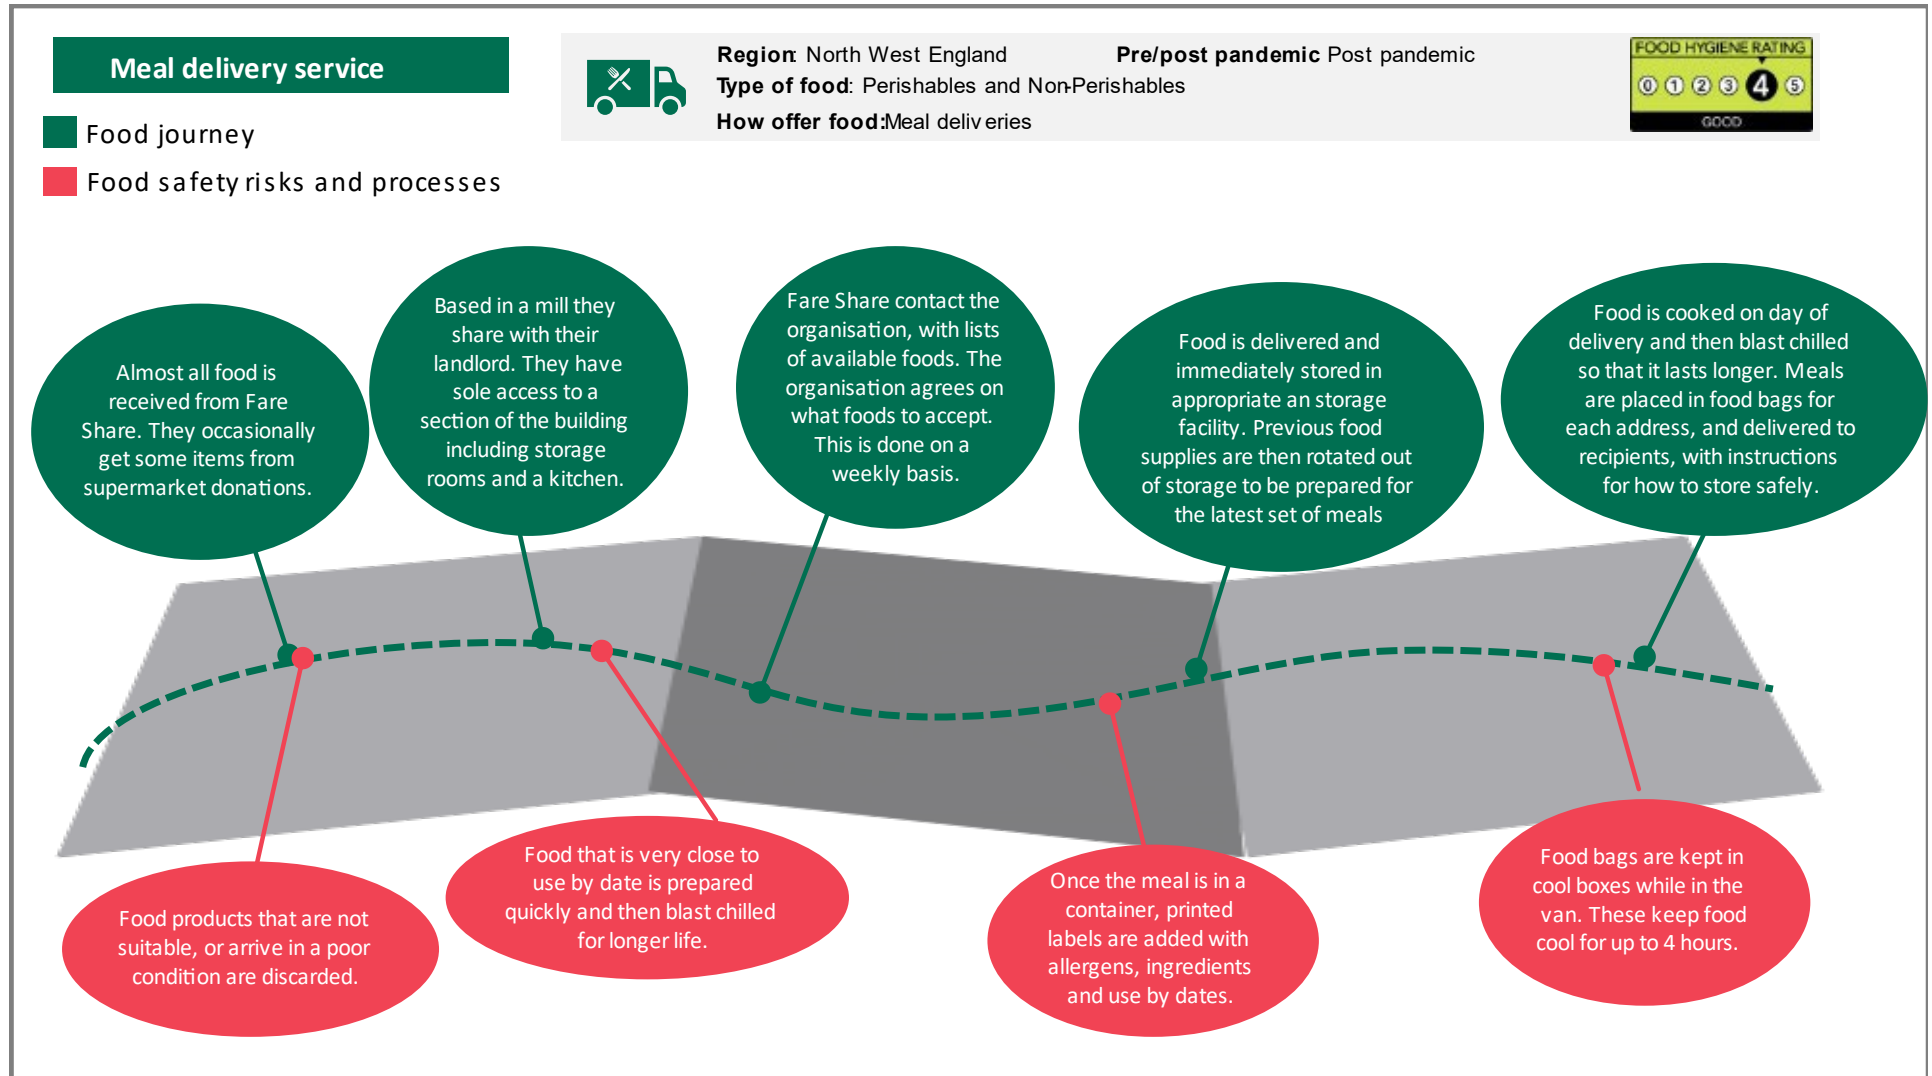 Meal delivery service
Food journey
Food safety risks and processes
Region: North West England
Pre/post pandemic Post pandemic
Type of food: Perishables and Non-Perishables
How offer food: Meal deliveries
FOOD HYGIENE RATING
0 1 2 3 4 5
GOOD
Almost all food is
received from Fare
Share. They occasionally
get some items from
supermarket donations.
Based in a mill they
share with their
landlord. They have
sole access to a
section of the building
including storage
rooms and a kitchen.
Fare Share contact the
organisation, with lists
of available foods. The
organisation agrees on
what foods to accept.
This is done on a
weekly basis.
Food is delivered and
immediately stored in
appropriate an storage
facility. Previous food
supplies are then rotated out
of storage to be prepared for
the latest set of meals
Food is cooked on day of
delivery and then blast chilled
so that it lasts longer. Meals
are placed in food bags for
each address, and delivered to
recipients, with instructions
for how to store safely.
Food products that are not
suitable, or arrive in a poor
condition are discarded.
Food that is very close to
use by date is prepared
quickly and then blast chilled
for longer life.
Once the meal is in a
container, printed
labels are added with
allergens, ingredients
and use by dates.
Food bags are kept in
cool boxes while in the
van. These keep food
cool for up to 4 hours.